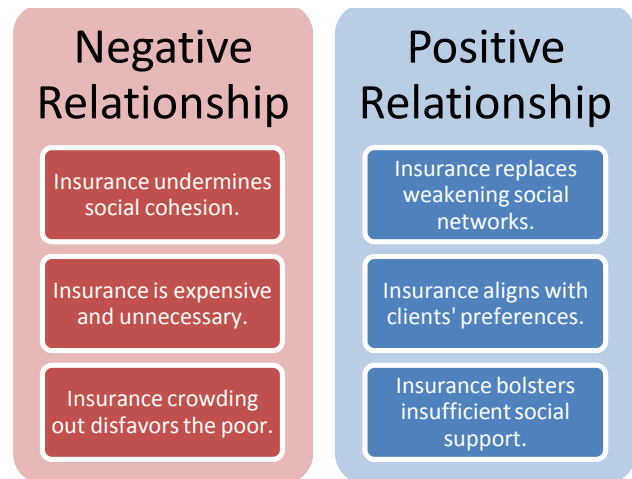 Negative
Relationship
Insurance undermines
social cohesion.
Insurance is expensive
and unnecessary.
Insurance crowding
out disfavors the poor.
Positive
Relationship
Insurance replaces
weakening social
networks.
Insurance aligns with
clients' preferences.
Insurance bolsters
insufficient social
support.